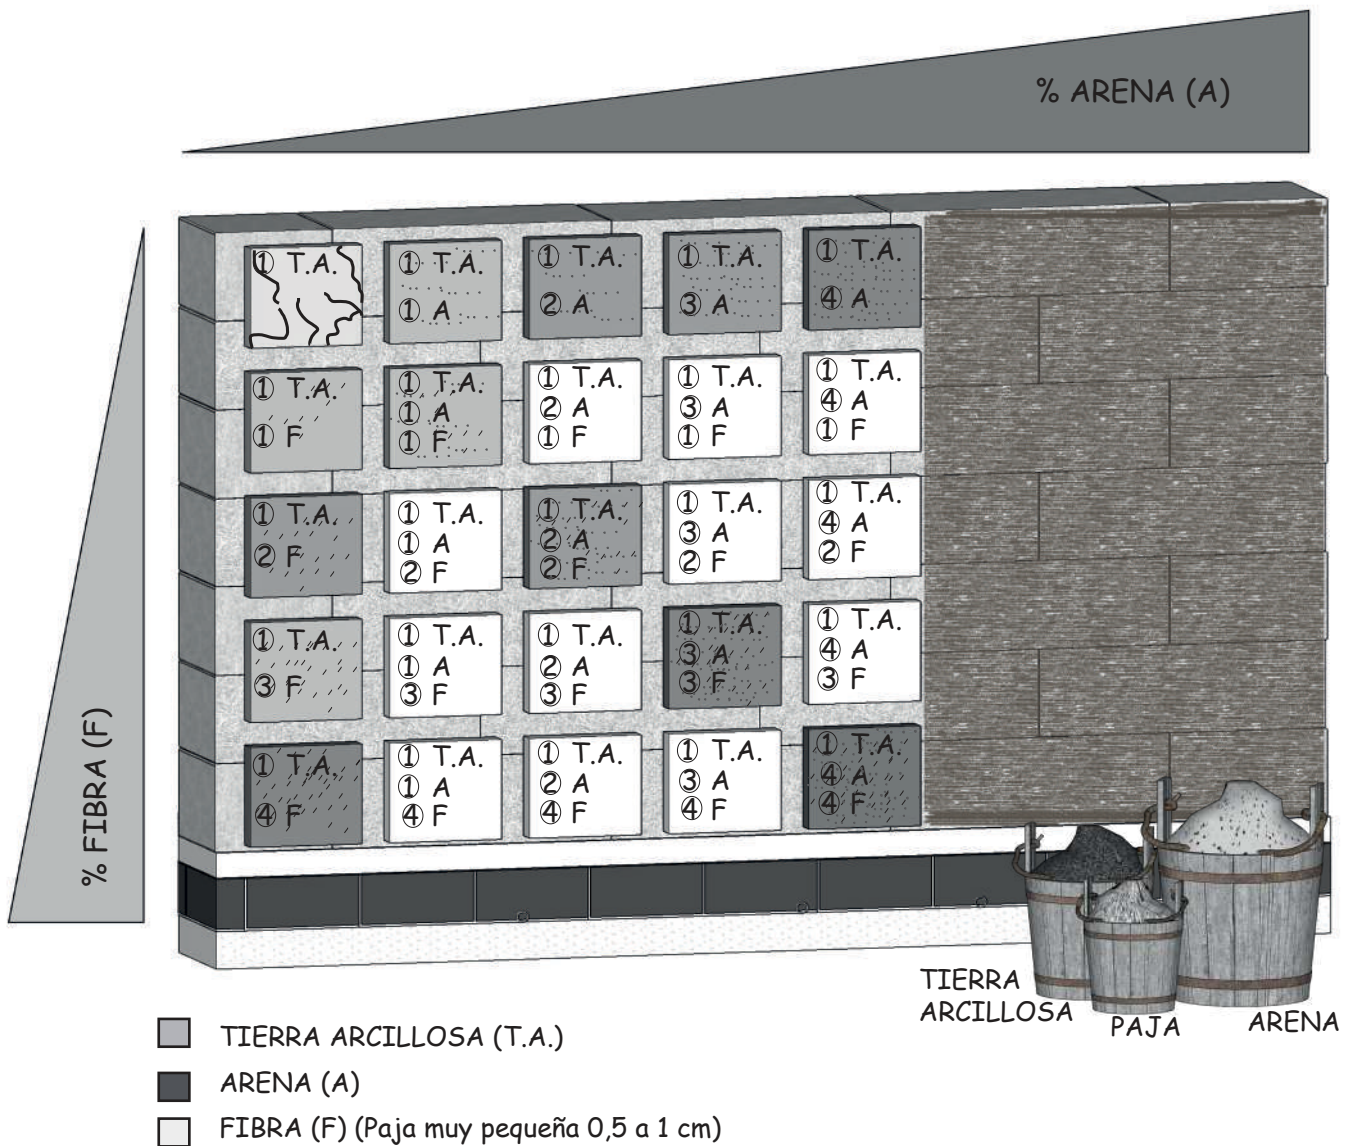 % ARENA (A)
% FIBRA (F)
① T.A.
① T.A.
① A
① T.A.
② A
① T.A.
③ A
① T.A.
④ A
① T.A.
① F
① T.A.
① A
① F
① T.A.
② A
① F
① T.A.
③ A
① F
① T.A.
④ A
① F
① T.A.
② F
① T.A.
① A
② F
① T.A.
② A
② F
① T.A.
③ A
② F
① T.A.
④ A
② F
① T.A.
③ F
① T.A.
① A
③ F
① T.A.
② A
③ F
① T.A.
③ A
③ F
① T.A.
④ A
③ F
① T.A.
④ F
① T.A.
① A
④ F
① T.A.
② A
④ F
① T.A.
③ A
④ F
① T.A.
④ A
④ F
TIERRA
ARCILLOSA
PAJA
ARENA
TIERRA ARCILLOSA (T.A.)
ARENA (A)
FIBRA (F) (Paja muy pequeña 0,5 a 1 cm)